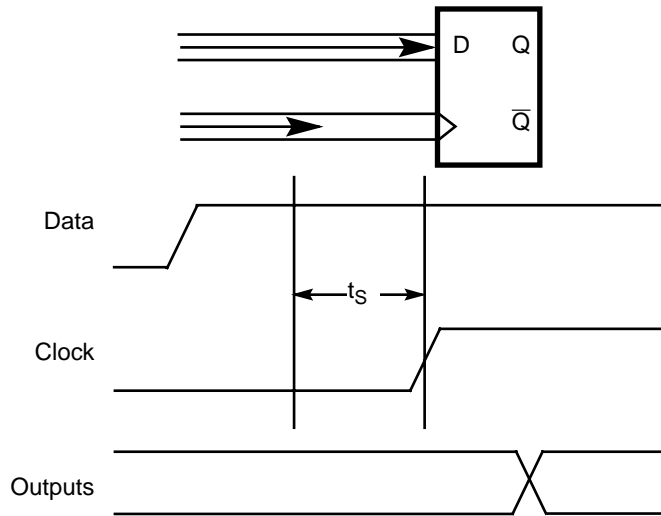 D Q
Q̅
Data
tS
Clock
Outputs